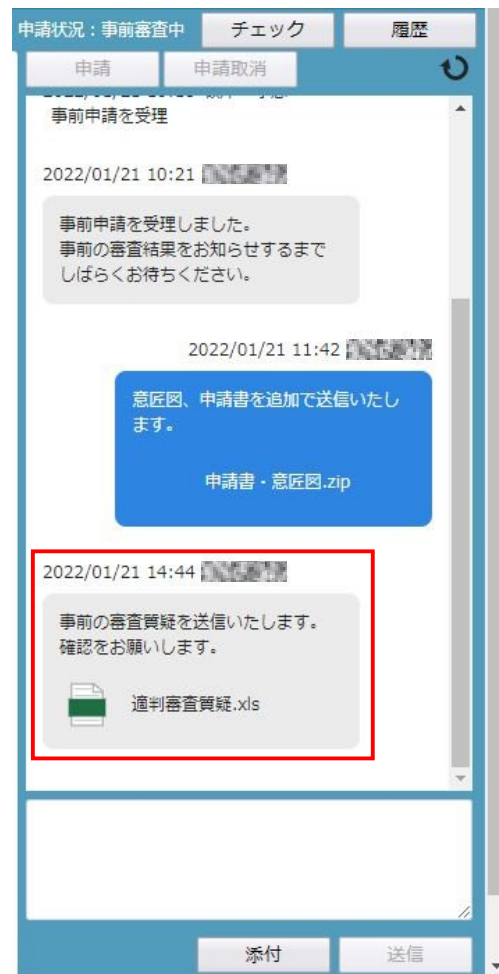 申請状況：事前審査中 チェック 履歴
申請 申請取消
事前申請を受理
2022/01/21 10:21
事前申請を受理しました。
事前の審査結果をお知らせするまで
しばらくお待ちください。
2022/01/21 11:42
意匠図、申請書を追加で送信いたし
ます。
申請書・意匠図.zip
2022/01/21 14:44
事前の審査質疑を送信いたします。
確認をお願いします。
適判審査質疑.xls
添付 送信